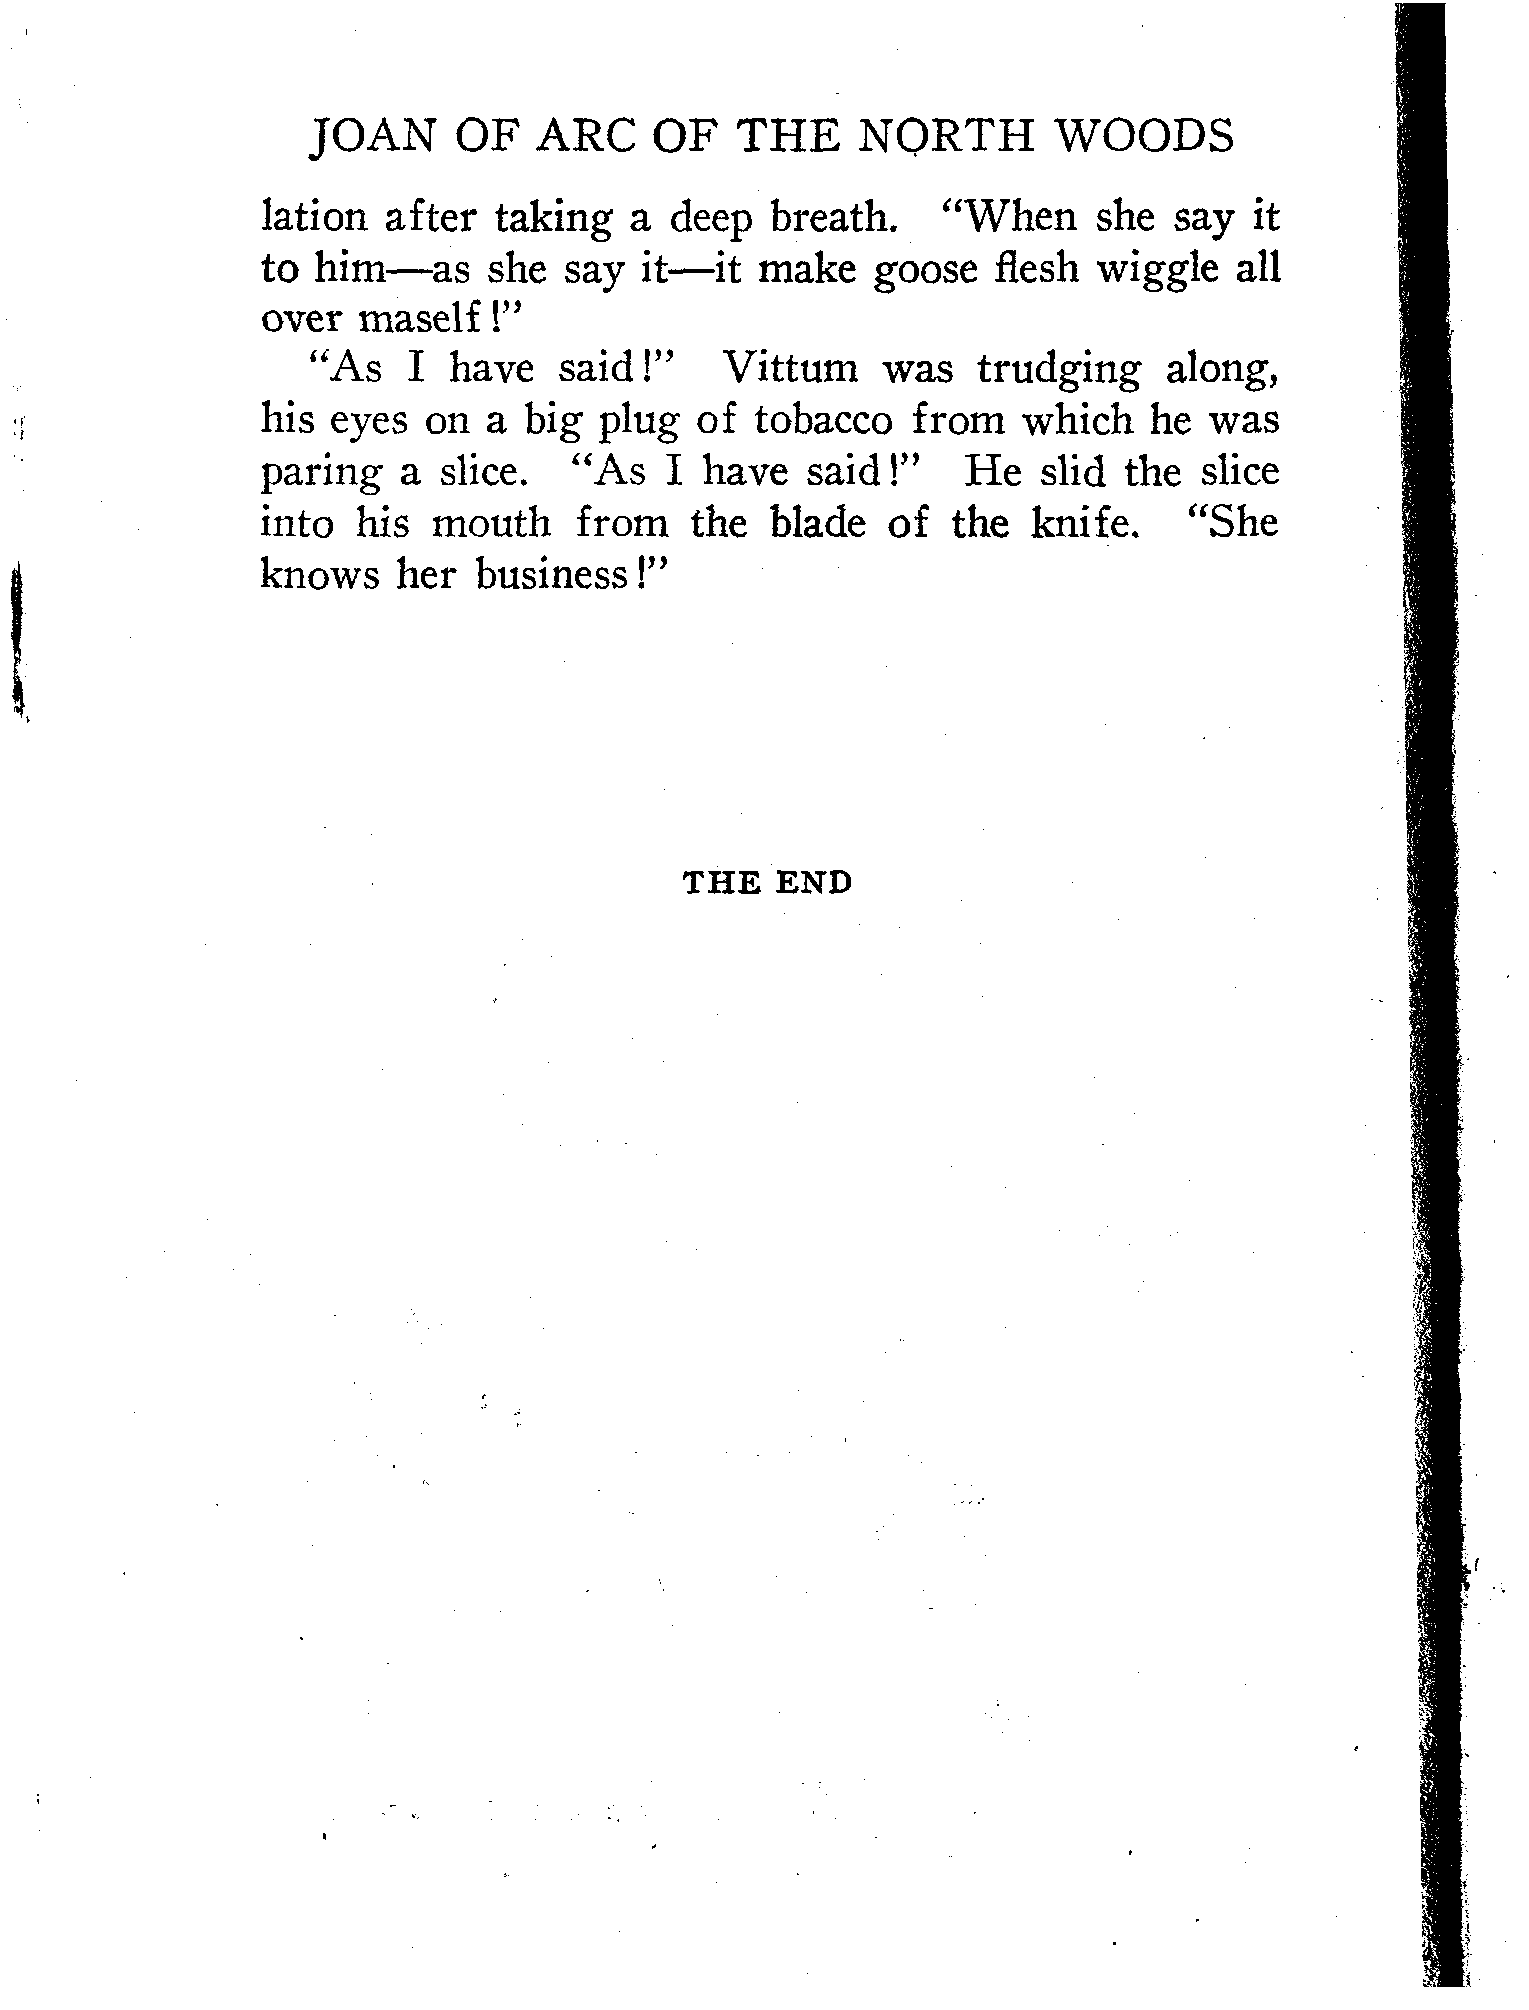 JOAN OF ARC OF THE NORTH WOODS
lation after taking a deep breath. “When she say it
to him—as she say it—it make goose flesh wiggle all
over maself!”
“As I have said!” Vittum was trudging along,
his eyes on a big plug of tobacco from which he was
paring a slice. “As I have said!” He slid the slice
into his mouth from the blade of the knife. “She
knows her business!”
THE END